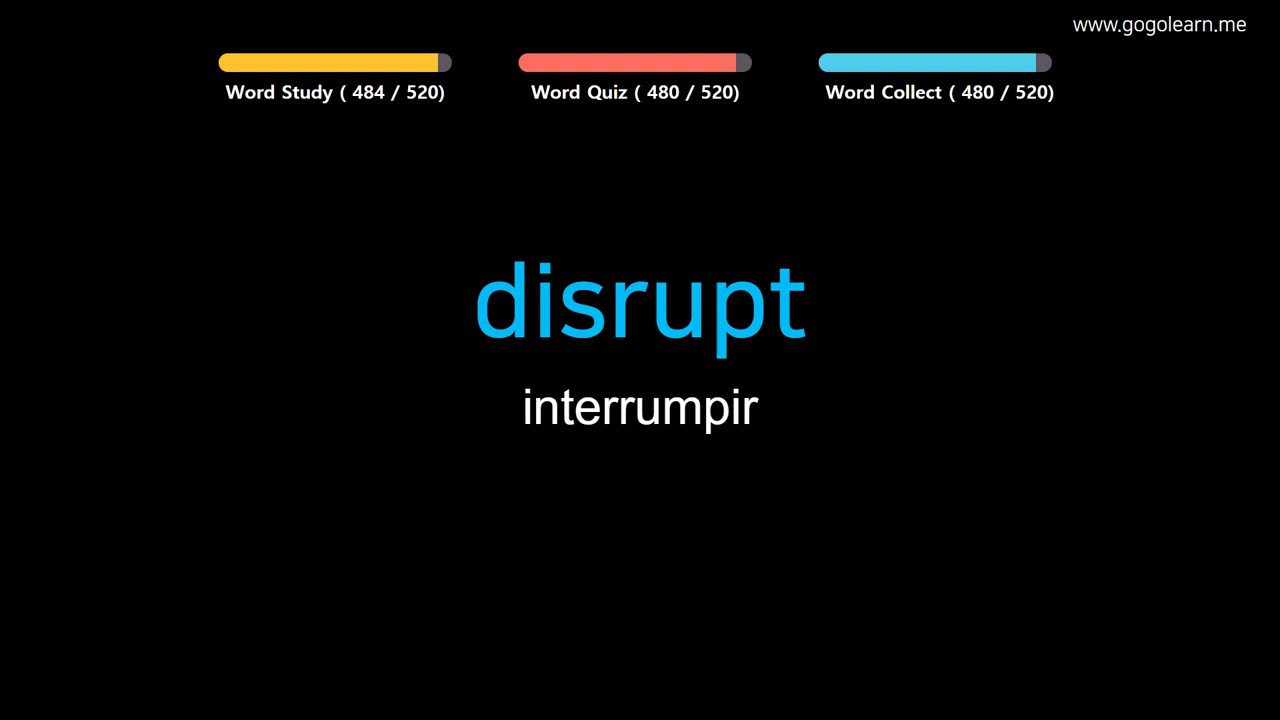 www.gogolearn.me
Word Study ( 484 / 520)
Word Quiz ( 480 / 520)
Word Collect ( 480 / 520)
disrupt
interrumpir